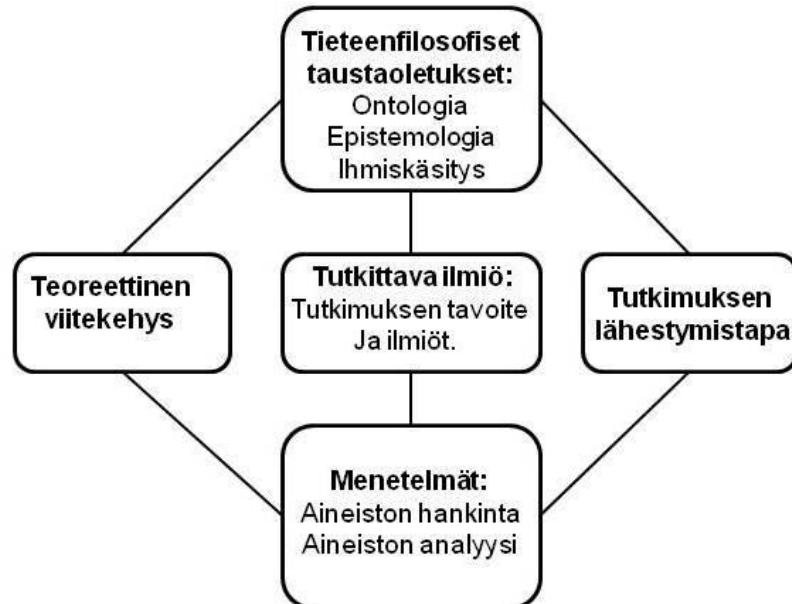 Tieteenfilosofiset
taustaoletukset:
Ontologia
Epistemologia
Ihmiskäsitys
Teoreettinen
viitekehys
Tutkittava ilmiö:
Tutkimuksen tavoite
Ja ilmiöt.
Tutkimuksen
lähestymistapa
Menetelmät:
Aineiston hankinta
Aineiston analyysi